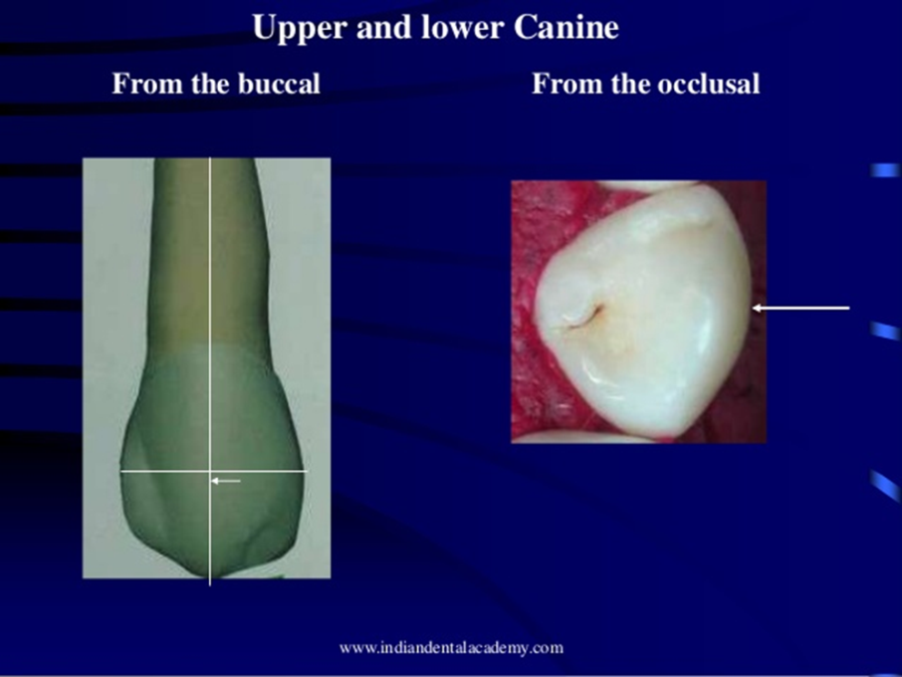 Upper and lower Canine
From the buccal
From the occlusal
www.indiandentalacademy.com